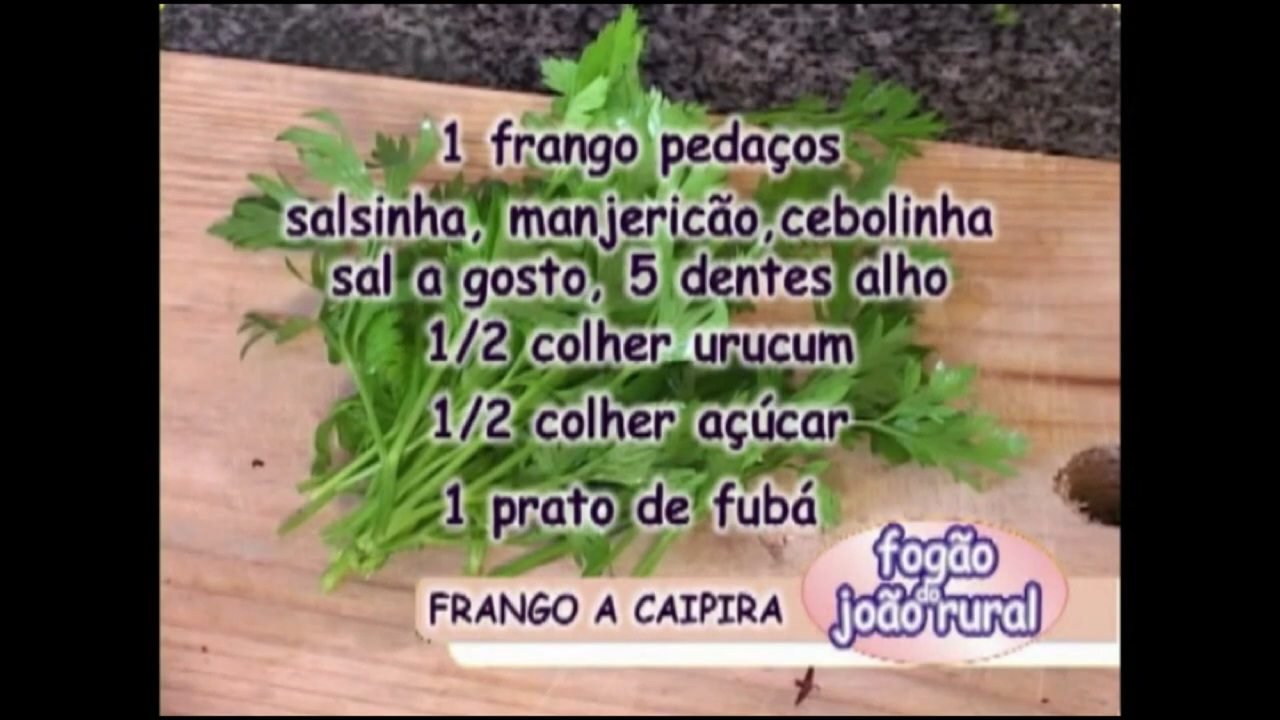 1 frango pedaços
salsinha, manjericão,cebolinha
sal a gosto, 5 dentes alho
1/2 colher urucum
1/2 colher açúcar
1 prato de fubá
FRANGO A CAIPIRA
fogão
do
joão rural